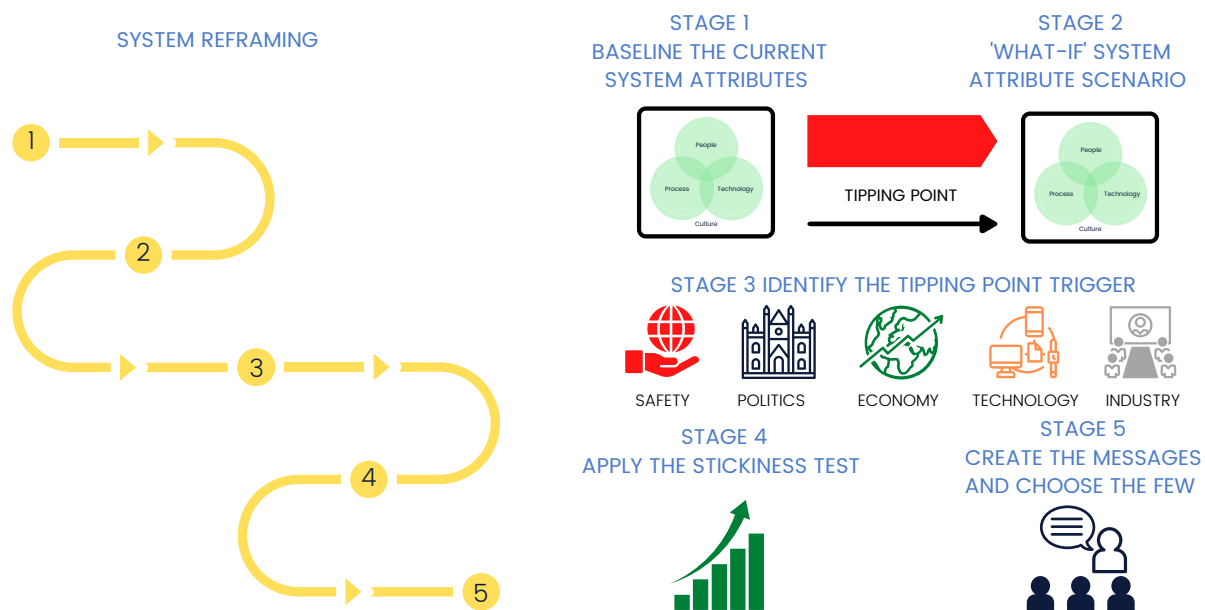 SYSTEM REFRAMING
1
2
3
4
5
STAGE 1
BASELINE THE CURRENT
SYSTEM ATTRIBUTES
People
Process
Technology
Culture
TIPPING POINT
STAGE 2
'WHAT-IF' SYSTEM
ATTRIBUTE SCENARIO
People
Process
Technology
Culture
STAGE 3 IDENTIFY THE TIPPING POINT TRIGGER
SAFETY
POLITICS
ECONOMY
TECHNOLOGY
INDUSTRY
STAGE 4
APPLY THE STICKINESS TEST
STAGE 5
CREATE THE MESSAGES
AND CHOOSE THE FEW